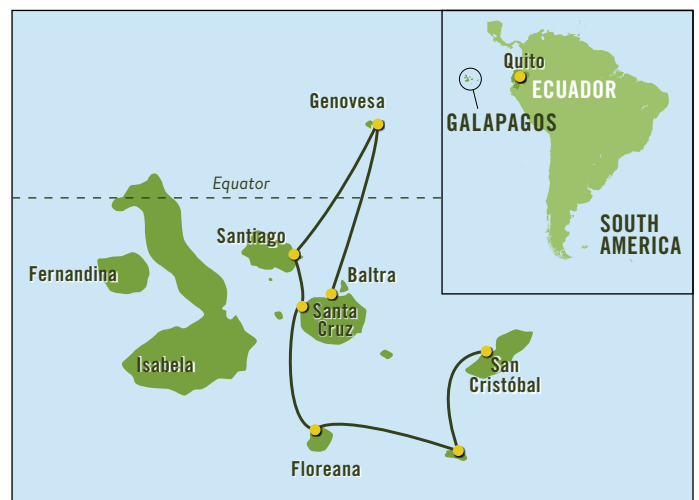 Quito
ECUADOR
GALAPAGOS
SOUTH
AMERICA
Genovesa
Equator
Santiago
Fernandina
Baltra
Santa
Cruz
Isabela
San
Cristóbal
Floreana